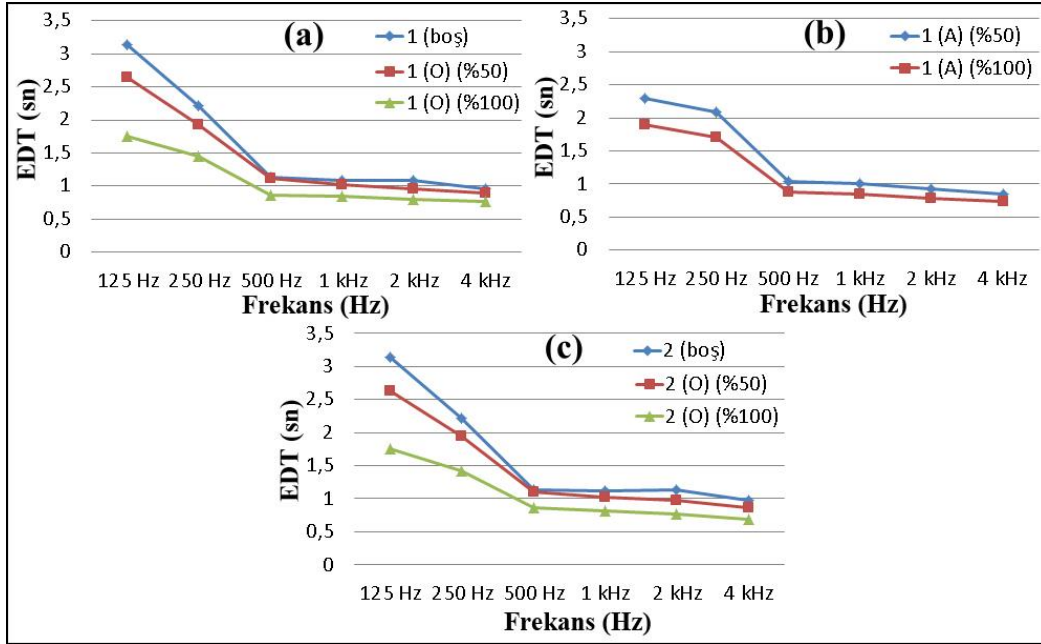 (a)
EDT (sn)
3,5
3
2,5
2
1,5
1
0,5
0
125 Hz 250 Hz 500 Hz 1 kHz 2 kHz 4 kHz
Frekans (Hz)
1 (boş)
1 (O) (%50)
1 (O) (%100)
(b)
EDT (sn)
3,5
3
2,5
2
1,5
1
0,5
0
125 Hz 250 Hz 500 Hz 1 kHz 2 kHz 4 kHz
Frekans (Hz)
1 (A) (%50)
1 (A) (%100)
(c)
EDT (sn)
3,5
3
2,5
2
1,5
1
0,5
0
125 Hz 250 Hz 500 Hz 1 kHz 2 kHz 4 kHz
Frekans (Hz)
2 (boş)
2 (O) (%50)
2 (O) (%100)